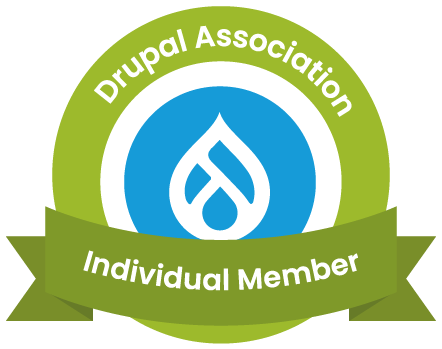 Drupal Association
Individual Member